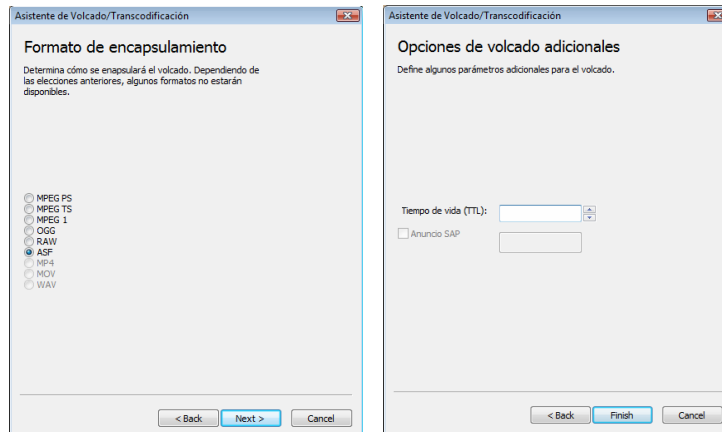 Asistente de Volcado/Transcodificación
Formato de encapsulamiento
Determina cómo se enapsulará el volcado. Dependiendo de
las elecciones anteriores, algunos formatos no estarán
disponibles.
MPEG PS
MPEG TS
MPEG 1
OGG
RAW
ASF
MP4
MOV
WAV
< Back Next > Cancel
Asistente de Volcado/Transcodificación
Opciones de volcado adicionales
Define algunos parámetros adicionales para el volcado.
Tiempo de vida (TTL):
Anuncio SAP
< Back Finish Cancel